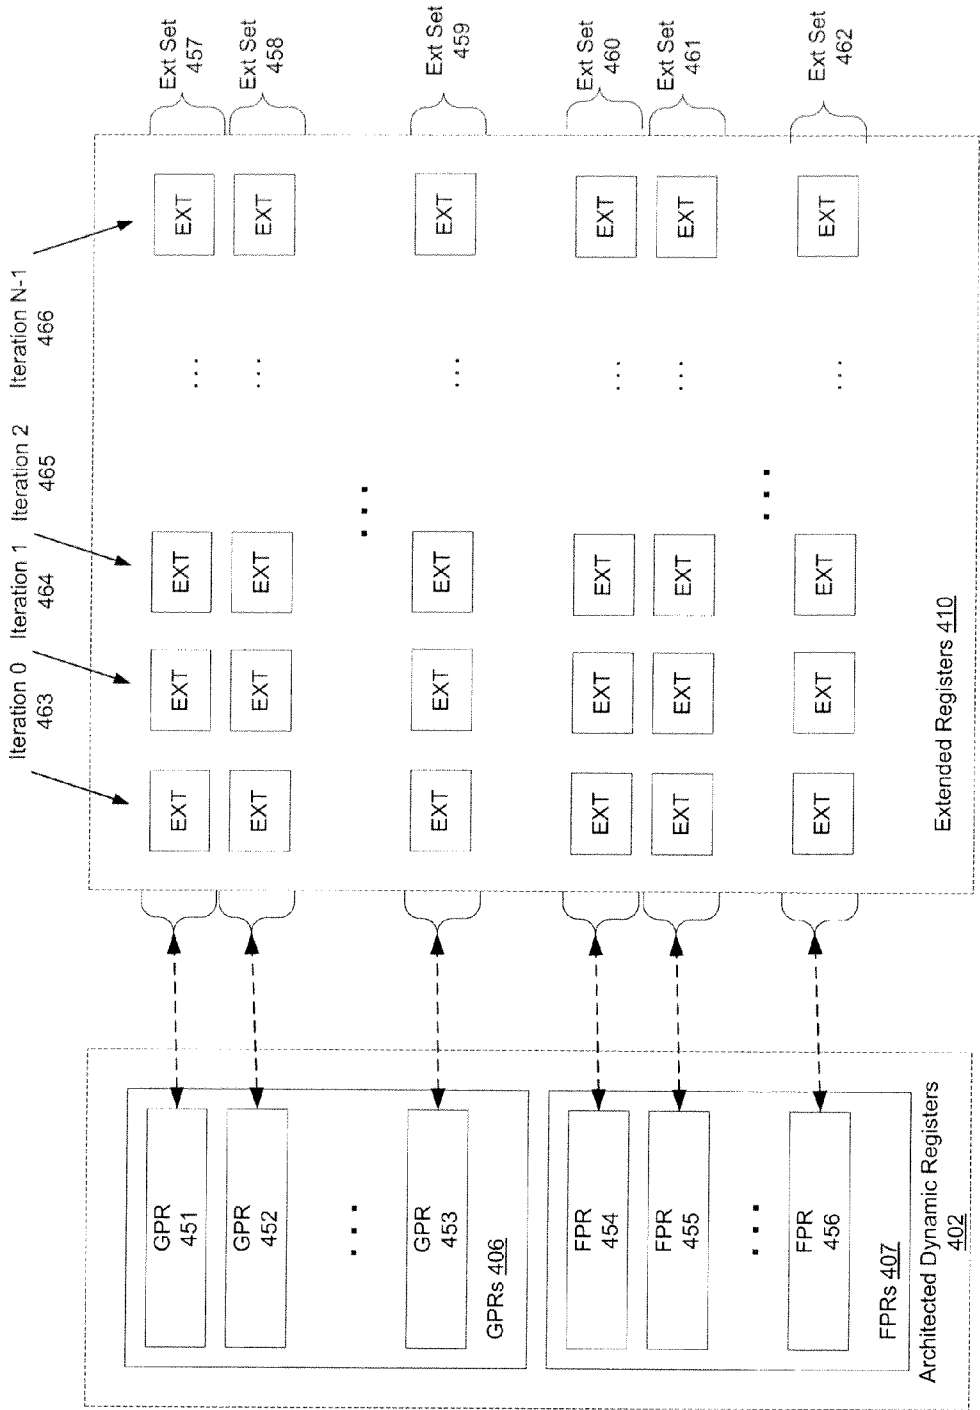 Iteration 0
463
Iteration 1
464
Iteration 2
465
Iteration N-1
466
GPR
451
EXT
EXT
EXT
...
EXT
Ext Set
457
GPR
452
EXT
EXT
EXT
...
EXT
Ext Set
458
...
...
GPR
453
EXT
EXT
EXT
...
EXT
Ext Set
459
GPRs 406
FPR
454
EXT
EXT
EXT
...
EXT
Ext Set
460
FPR
455
EXT
EXT
EXT
...
EXT
Ext Set
461
...
...
FPR
456
EXT
EXT
EXT
...
EXT
Ext Set
462
FPRs 407
Architected Dynamic Registers
402
Extended Registers 410